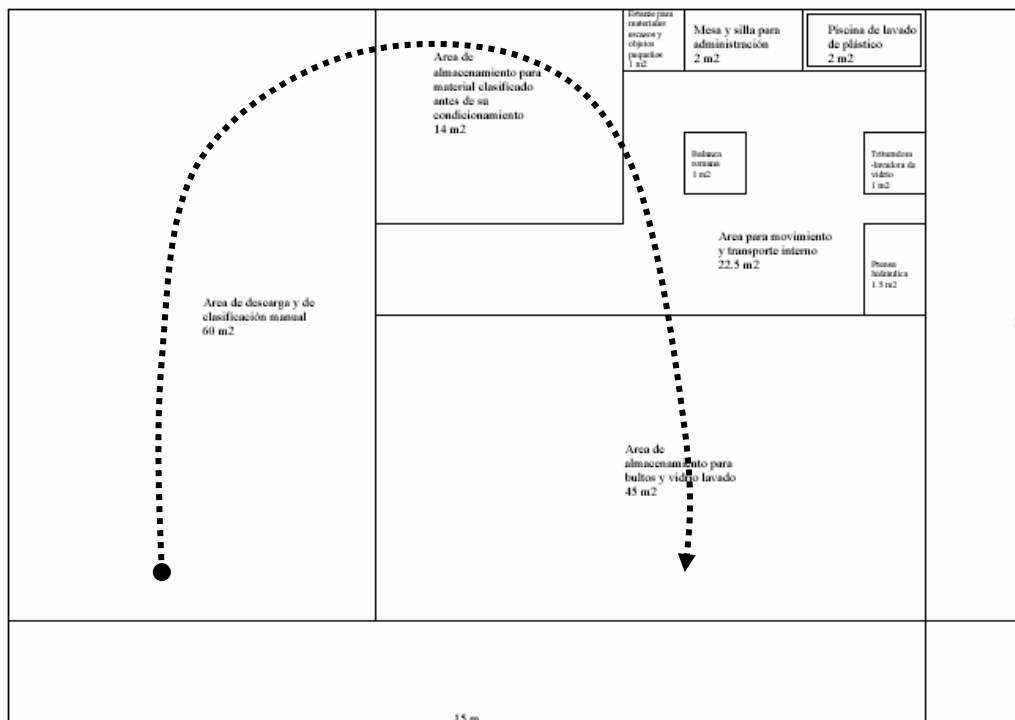 Estante para
materiales
escasos y
objetos
pequeños
1 m2
Mesa y silla para
administración
2 m2
Piscina de lavado
de plástico
2 m2
Area de
almacenamiento para
material clasificado
antes de su
condicionamiento
14 m2
Balanza
romana
1 m2
Trituradora
-lavadora de
vidrio
1 m2
Area para movimiento
y transporte interno
22.5 m2
Prensa
hidráulica
1.5 m2
Area de descarga y de
clasificación manual
60 m2
Area de
almacenamiento para
bultos y vidrio lavado
45 m2
15 m